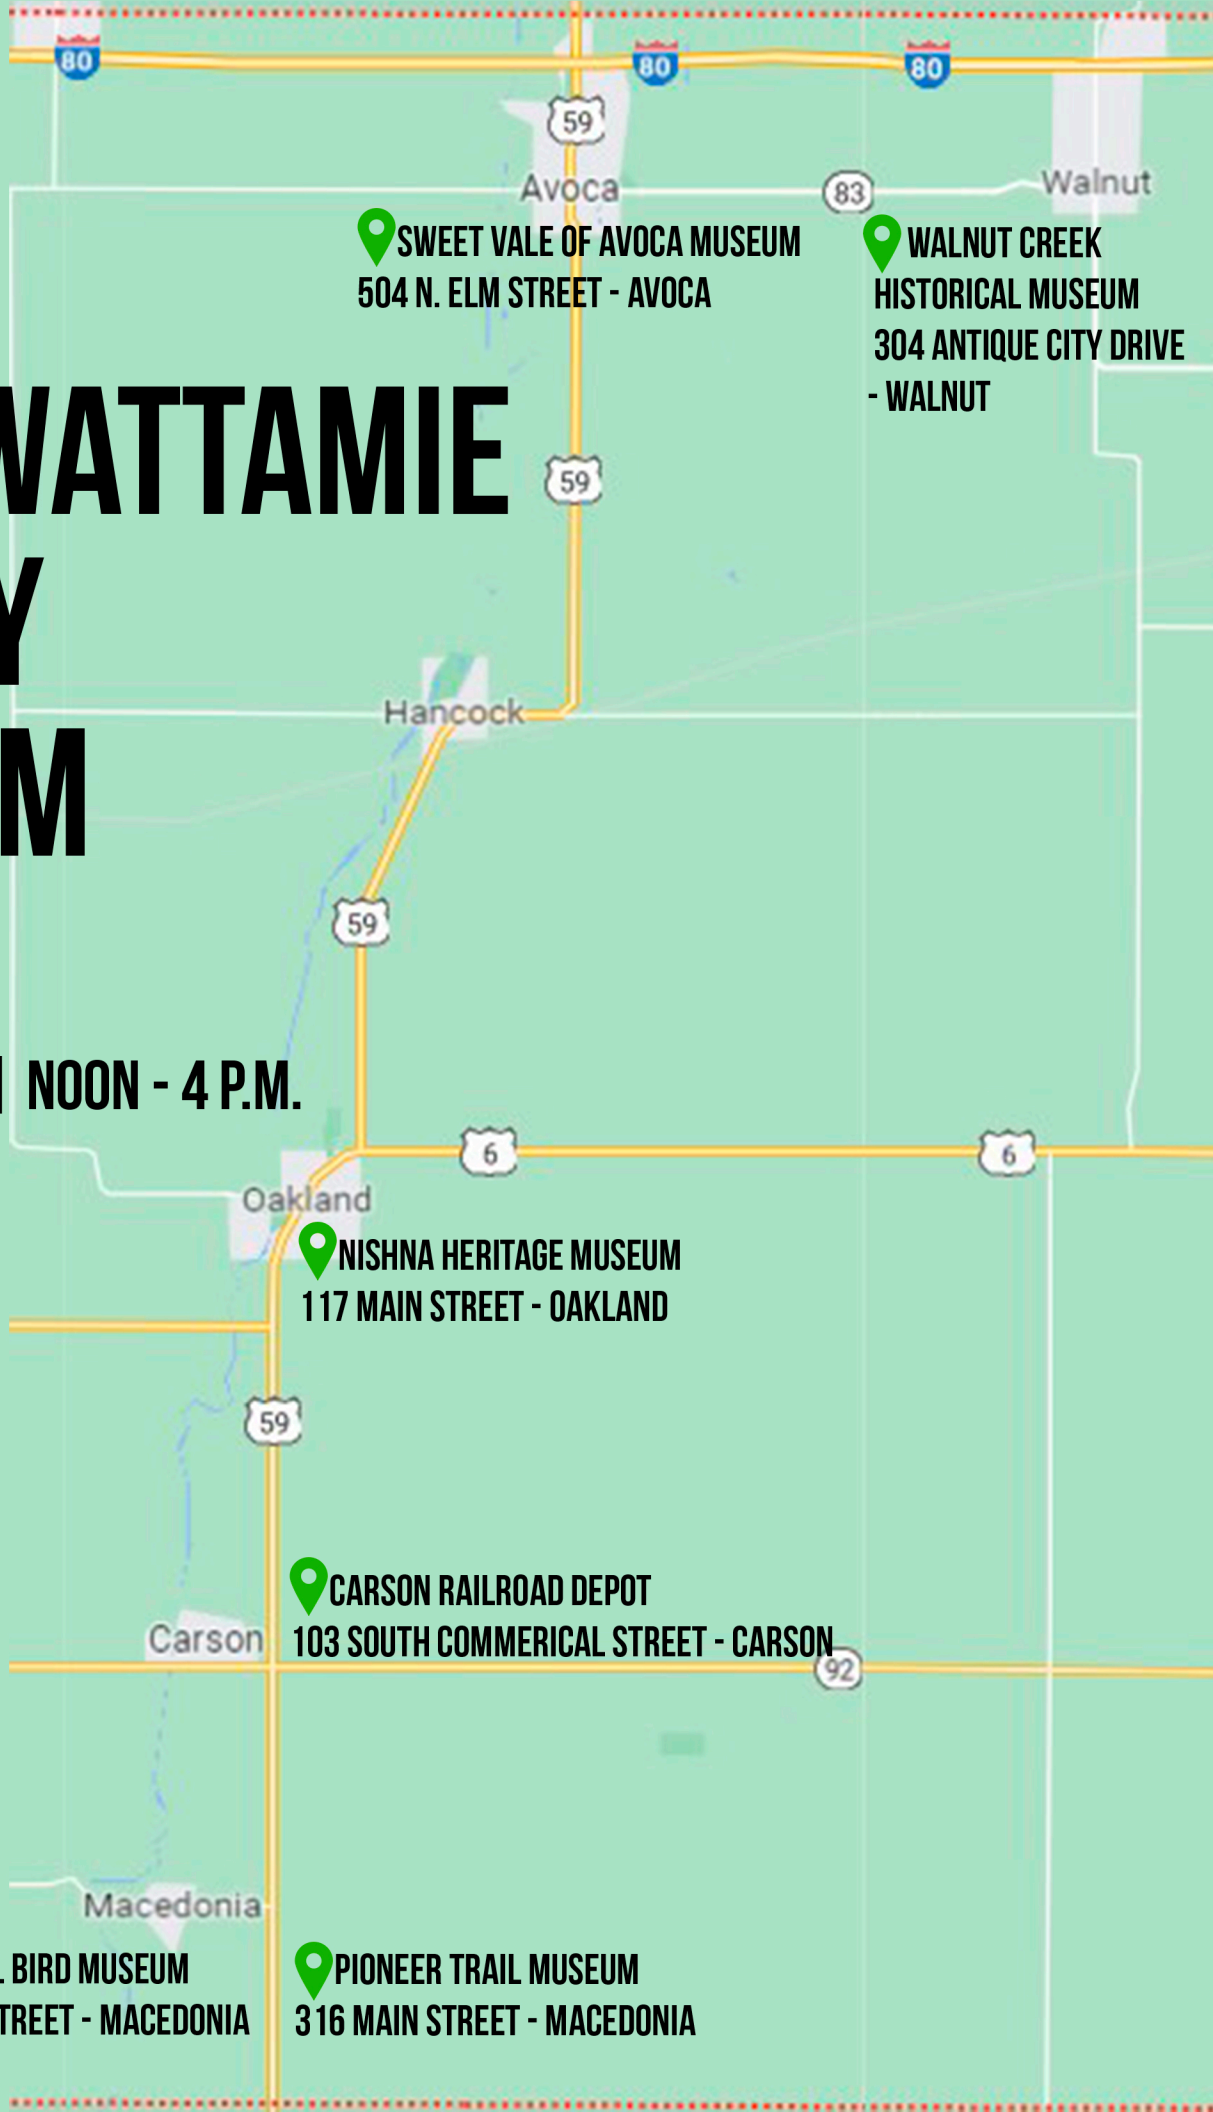 80
80
80
59
Avoca
83
Walnut
SWEET VALE OF AVOCA MUSEUM
504 N. ELM STREET - AVOCA
WALNUT CREEK
HISTORICAL MUSEUM
304 ANTIQUE CITY DRIVE
- WALNUT
WATTAMIE
59
Y
M
Hancock
59
NOON - 4 P.M.
6
6
Oakland
NISHNA HERITAGE MUSEUM
117 MAIN STREET - OAKLAND
59
CARSON RAILROAD DEPOT
103 SOUTH COMMERICAL STREET - CARSON
Carson
92
Macedonia
BIRD MUSEUM
TREET - MACEDONIA
PIONEER TRAIL MUSEUM
316 MAIN STREET - MACEDONIA